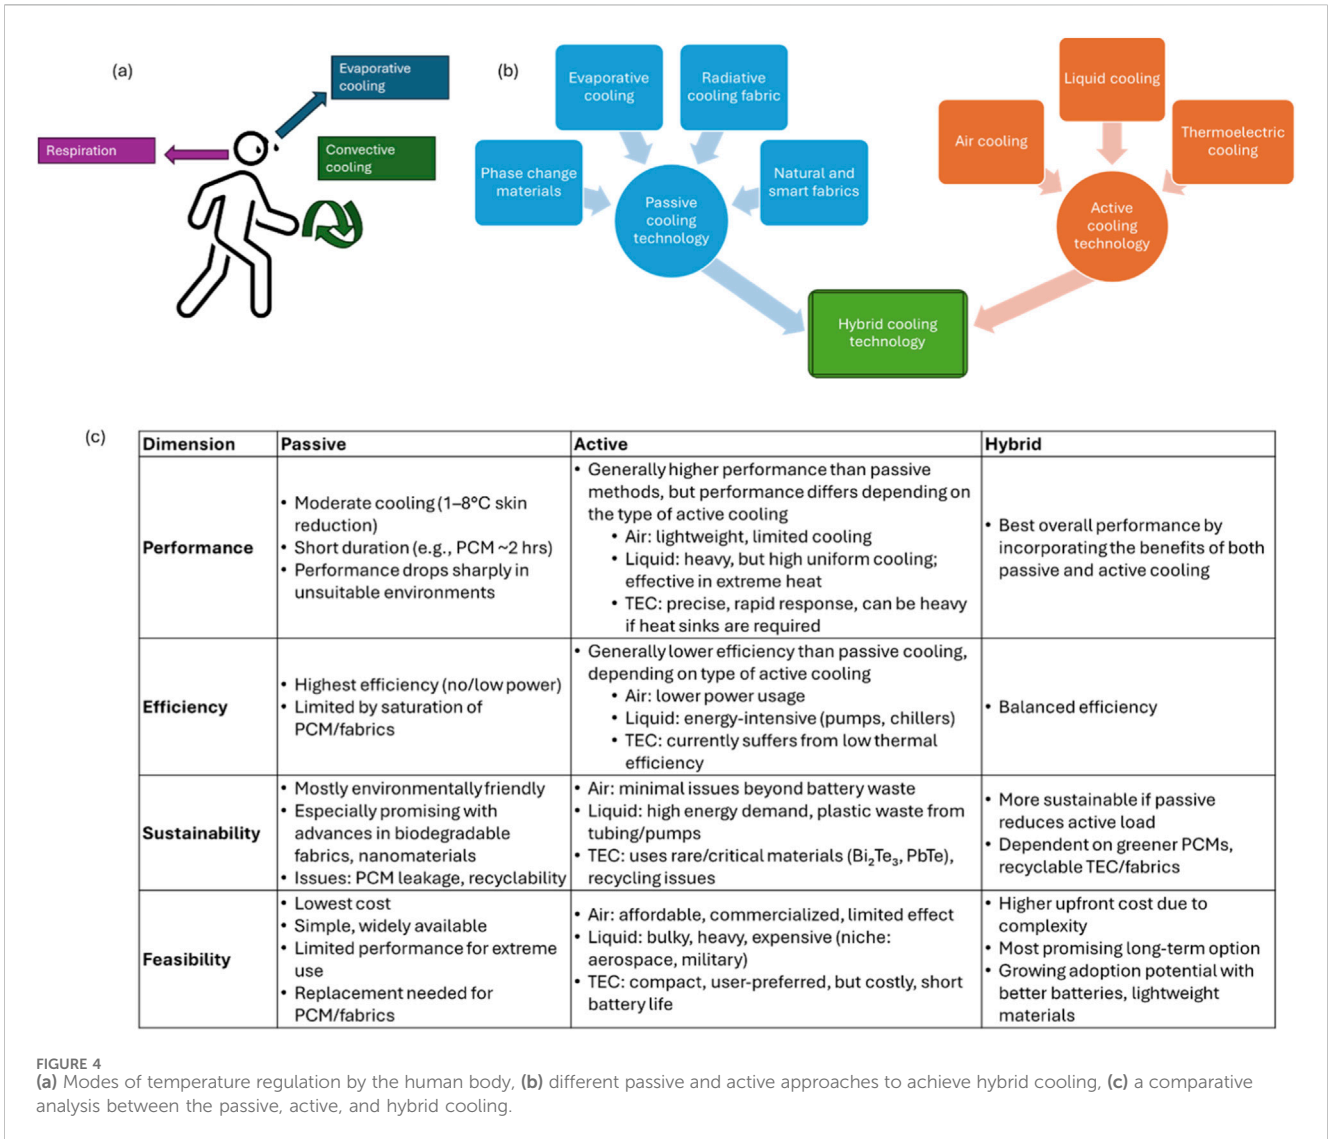 (a)
Evaporative
cooling
Respiration
Convective
cooling
(b)
Evaporative
cooling
Radiative
cooling fabric
Phase change
materials
Natural and
smart fabrics
Passive
cooling
technology
Liquid cooling
Air cooling
Thermoelectric
cooling
Active
cooling
technology
Hybrid cooling
technology
(c)
Dimension
Passive
Active
Hybrid
Performance
• Moderate cooling (1–8°C skin
reduction)
• Short duration (e.g., PCM ~2 hrs)
• Performance drops sharply in
unsuitable environments
• Generally higher performance than passive
methods, but performance differs depending on
the type of active cooling
• Air: lightweight, limited cooling
• Liquid: heavy, but high uniform cooling;
effective in extreme heat
• TEC: precise, rapid response, can be heavy
if heat sinks are required
• Best overall performance by
incorporating the benefits of both
passive and active cooling
Efficiency
• Highest efficiency (no/low power)
• Limited by saturation of
PCM/fabrics
• Generally lower efficiency than passive cooling,
depending on type of active cooling
• Air: lower power usage
• Liquid: energy-intensive (pumps, chillers)
• TEC: currently suffers from low thermal
efficiency
• Balanced efficiency
Sustainability
• Mostly environmentally friendly
• Especially promising with
advances in biodegradable
fabrics, nanomaterials
• Issues: PCM leakage, recyclability
• Air: minimal issues beyond battery waste
• Liquid: high energy demand, plastic waste from
tubing/pumps
• TEC: uses rare/critical materials (Bi₂Te₃, PbTe),
recycling issues
• More sustainable if passive
reduces active load
• Dependent on greener PCMs,
recyclable TEC/fabrics
Feasibility
• Lowest cost
• Simple, widely available
• Limited performance for extreme
use
• Replacement needed for
PCM/fabrics
• Air: affordable, commercialized, limited effect
• Liquid: bulky, heavy, expensive (niche:
aerospace, military)
• TEC: compact, user-preferred, but costly, short
battery life
• Higher upfront cost due to
complexity
• Most promising long-term option
• Growing adoption potential with
better batteries, lightweight
materials
FIGURE 4
(a) Modes of temperature regulation by the human body, (b) different passive and active approaches to achieve hybrid cooling, (c) a comparative
analysis between the passive, active, and hybrid cooling.